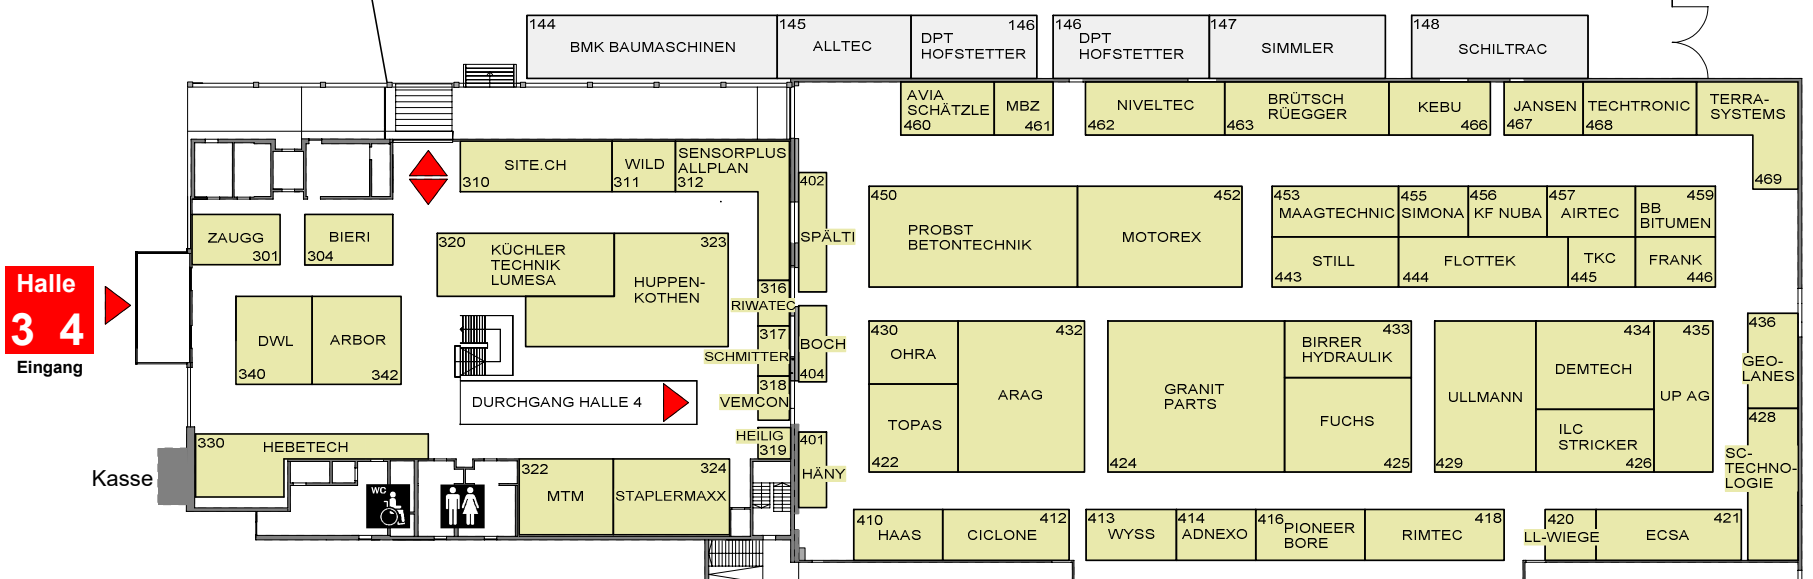 144
BMK BAUMASCHINEN
145
ALLTEC
146
DPT
HOFSTETTER
146
DPT
HOFSTETTER
147
SIMMLER
148
SCHILTRAC
AVIA
SCHÄTZLE
460
MBZ
461
NIVELTEC
462
BRÜTSCH
RÜEGGER
463
KEBU
466
JANSEN
467
TECHTRONIC
468
TERRA-
SYSTEMS
469
SITE.CH
310
WILD
311
SENSORPLUS
ALLPLAN
312
402
SPÄLTI
450
PROBST
BETONTECHNIK
452
MOTOREX
453
MAAGTECHNIC
455
SIMONA
456
KF NUBA
457
AIRTEC
459
BB
BITUMEN
STILL
443
FLOTTEK
444
TKC
445
FRANK
446
ZAUGG
301
BIERI
304
320
KÜCHLER
TECHNIK
LUMESA
323
HUPPEN-
KOTHEN
316
RIWATEC
317
SCHMITTER
318
VEMCON
HEILIG
319
Halle
3 4
Eingang
DWL
340
ARBOR
342
BOCH
404
DURCHGANG HALLE 4
430
OHRA
432
ARAG
TOPAS
422
GRANIT
PARTS
424
433
BIRRER
HYDRAULIK
FUCHS
425
ULLMANN
429
434
DEMTECH
ILC
STRICKER
426
435
UP AG
436
GEO-
LANES
428
SC-
TECHNO-
LOGIE
330
HEBETECH
Kasse
WC
322
MTM
324
STAPLERMAXX
401
HÄNY
410
HAAS
412
CICLONE
413
WYSS
414
ADNEXO
416
PIONEER
BORE
418
RIMTEC
420
LL-WIEGE
421
ECSA